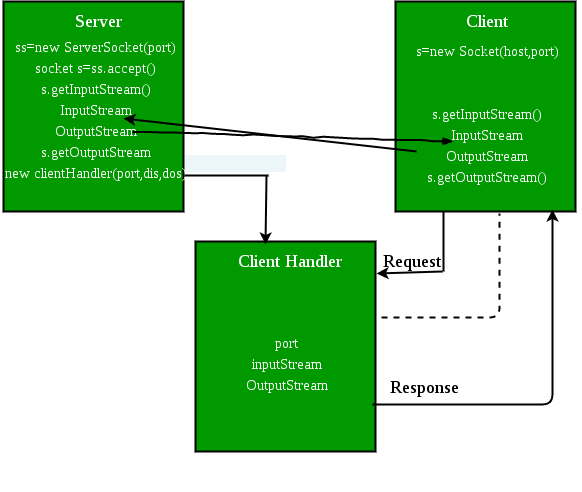 Server
ss=new ServerSocket(port)
socket s=ss.accept()
s.getInputStream()
InputStream
OutputStream
s.getOutputStream
new clientHandler(port,dis,dos)
Client
s=new Socket(host,port)
s.getInputStream()
InputStream
OutputStream
s.getOutputStream()
Request
Client Handler
port
inputStream
OutputStream
Response